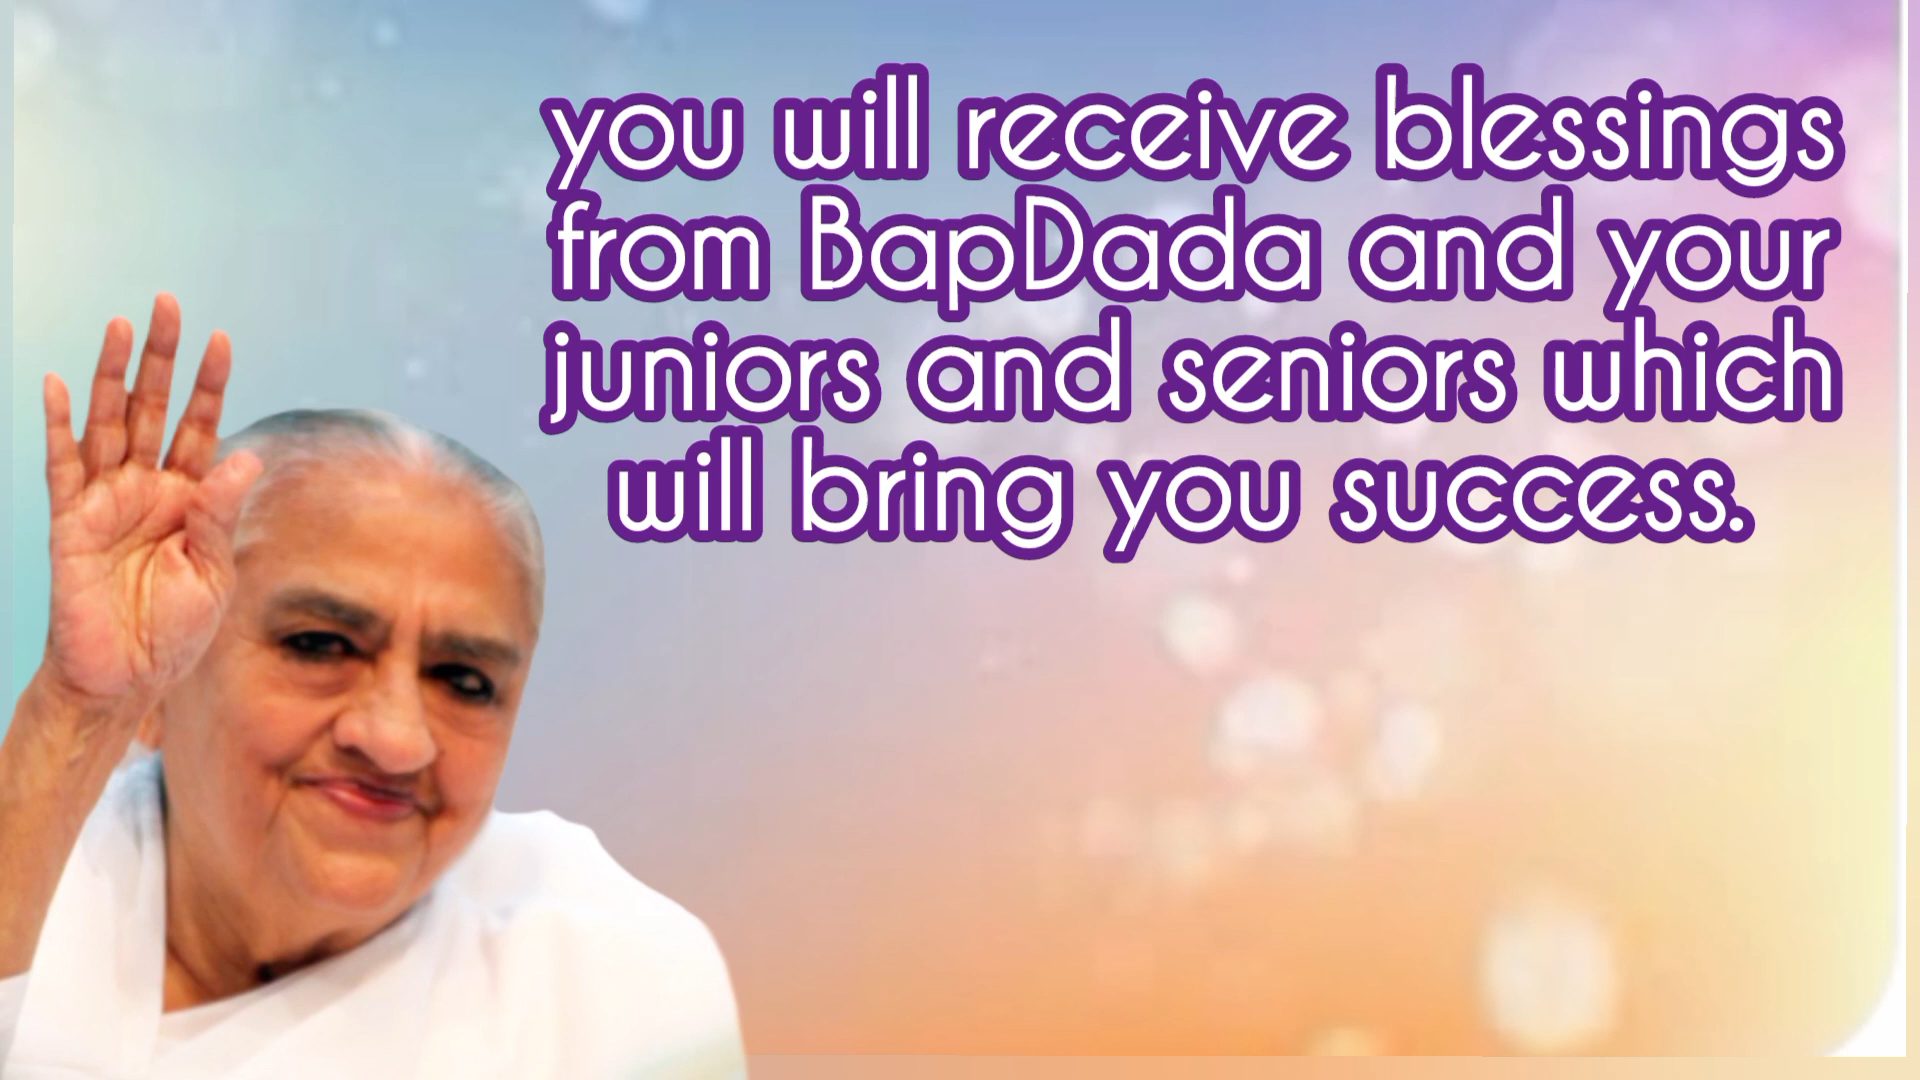 you will receive blessings
from BapDada and your
juniors and seniors which
will bring you success.